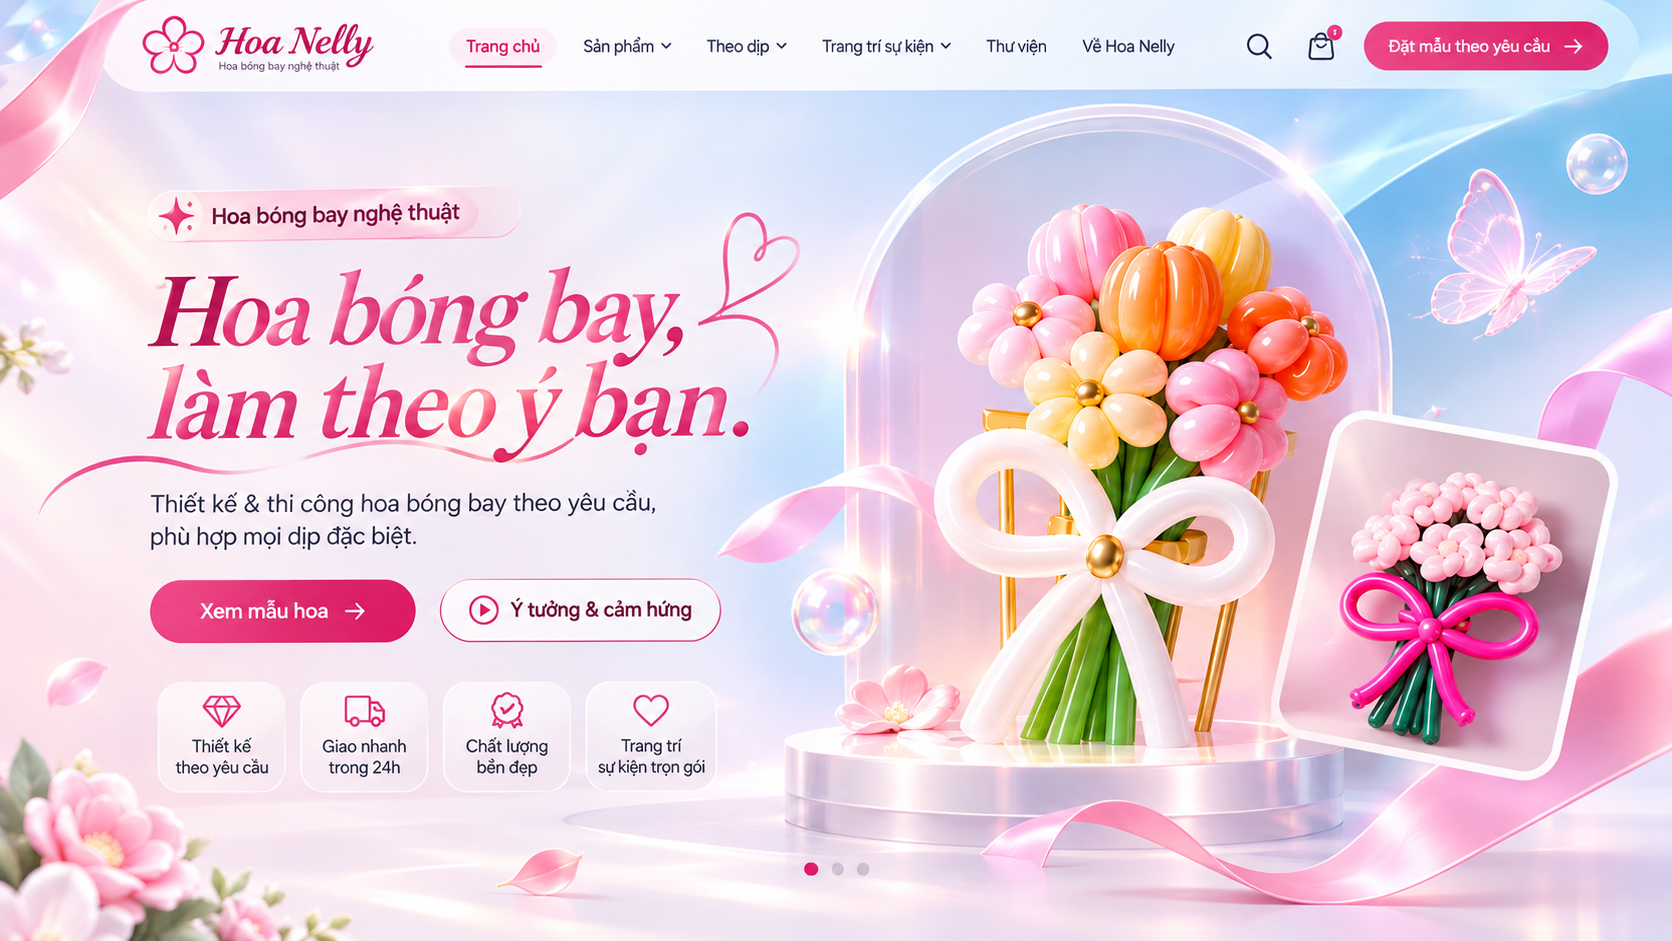 Hoa Nelly
Hoa bóng bay nghệ thuật
Trang chủ
Sản phẩm
Theo dịp
Trang trí sự kiện
Thư viện
Về Hoa Nelly
1
Đặt mẫu theo yêu cầu
Hoa bóng bay nghệ thuật
Hoa bóng bay,
làm theo ý bạn.
Thiết kế & thi công hoa bóng bay theo yêu cầu,
phù hợp mọi dịp đặc biệt.
Xem mẫu hoa
Ý tưởng & cảm hứng
Thiết kế
theo yêu cầu
Giao nhanh
trong 24h
Chất lượng
bền đẹp
Trang trí
sự kiện trọn gói